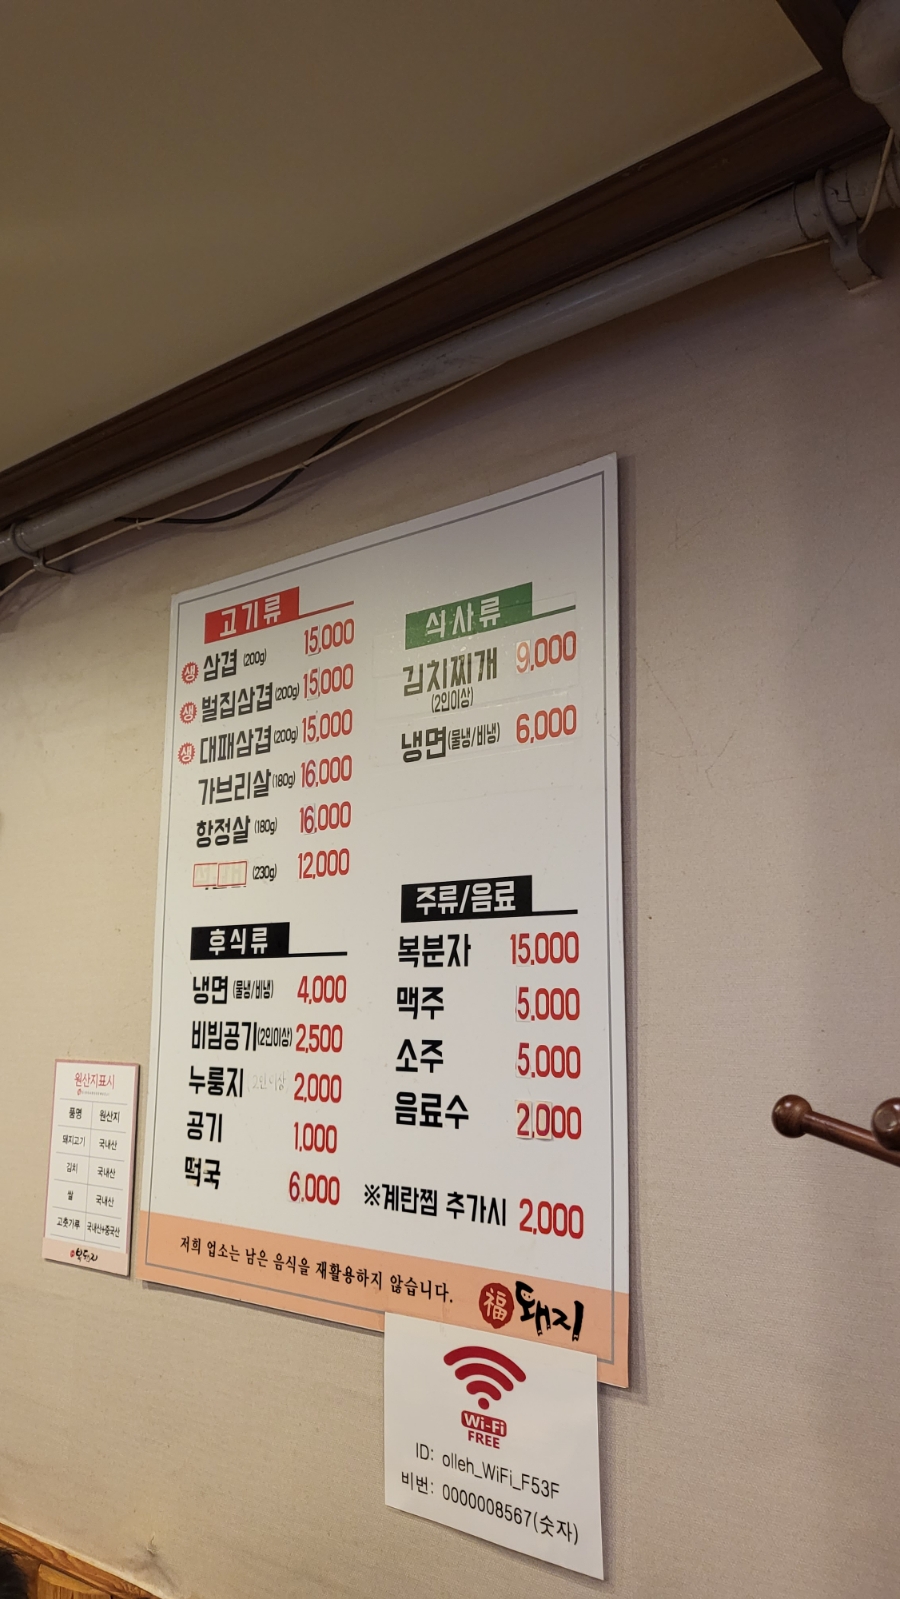 고기류
생 삼겹 (200g) 15,000
생 벌집삼겹 (200g) 15,000
생 대패삼겹 (200g) 15,000
가브리살 (180g) 16,000
항정살 (180g) 16,000
(230g) 12,000
식사류
김치찌개 9,000
(2인이상)
냉면 (물냉/비냉) 6,000
후식류
냉면 (물냉/비냉) 4,000
비빔공기 (2인이상) 2,500
누룽지 2인이상 2,000
공기 1,000
떡국 6,000
주류/음료
복분자 15,000
맥주 5,000
소주 5,000
음료수 2,000
※계란찜 추가시 2,000
저희 업소는 남은 음식을 재활용하지 않습니다.
福 돼지
원산지표시
품명 원산지
돼지고기 국내산
김치 국내산
쌀 국내산
고춧가루 국내산+중국산
Wi-Fi
FREE
ID: olleh_WiFi_F53F
비번: 0000008567(숫자)